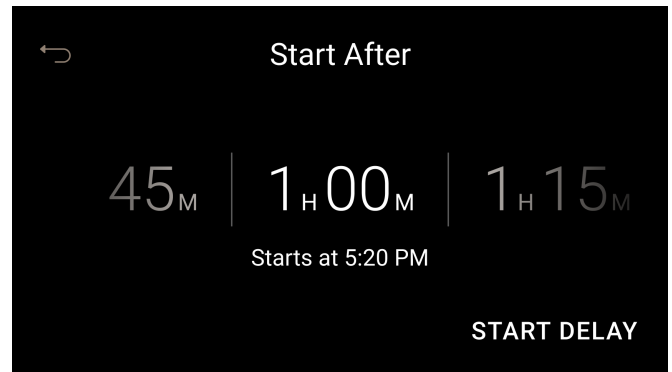 Start After
45M 1H00M 1H15M
Starts at 5:20 PM
START DELAY